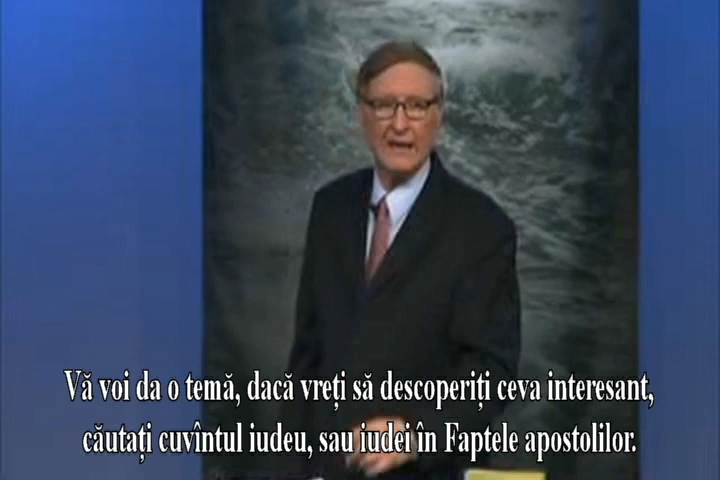 Vă voi da o temă, dacă vreți să descoperiți ceva interesant,
căutați cuvîntul iudeu, sau iudei în Faptele apostolilor.